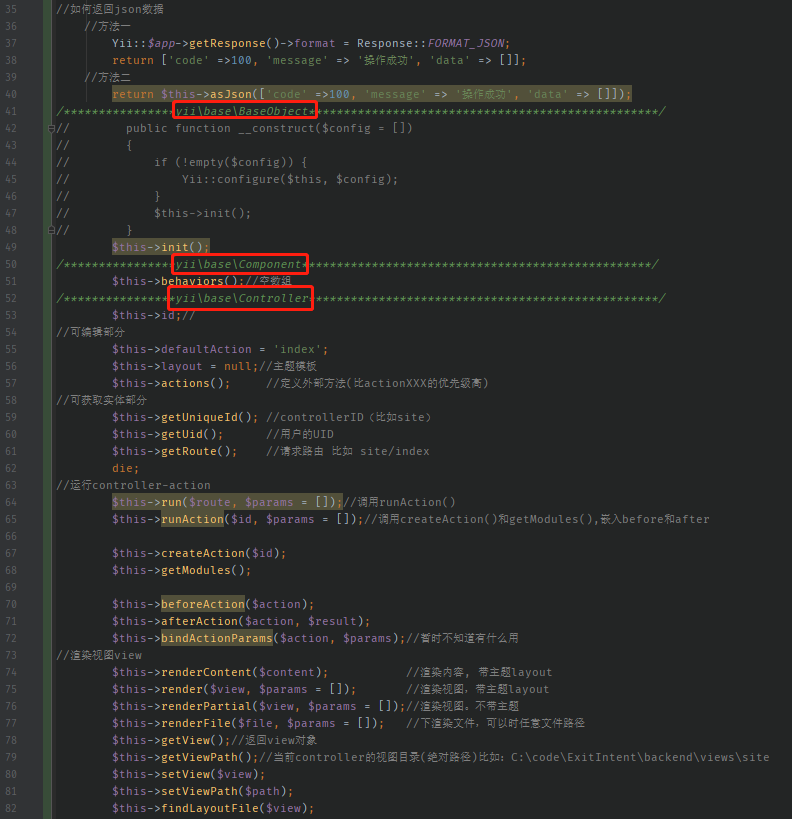 35 //如何返回json数据
36 //方法一
37 Yii::$app->getResponse()->format = Response::FORMAT_JSON;
38 return ['code' =>100, 'message' => '操作成功', 'data' => []];
39 //方法二
40 return $this->asJson(['code' =>100, 'message' => '操作成功', 'data' => []]);
41 /****************yii\base\BaseObject**************************************************/
42 // public function __construct($config = [])
43 // {
44 // if (!empty($config)) {
45 // Yii::configure($this, $config);
46 // }
47 // $this->init();
48 // }
49 $this->init();
50 /****************yii\base\Component**************************************************/
51 $this->behaviors();//空数组
52 /****************yii\base\Controller**************************************************/
53 $this->id;//
54 //可编辑部分
55 $this->defaultAction = 'index';
56 $this->layout = null;//主题模板
57 $this->actions(); //定义外部方法(比actionXXX的优先级高)
58 //可获取实体部分
59 $this->getUniqueId(); //controllerID（比如site）
60 $this->getUid(); //用户的UID
61 $this->getRoute(); //请求路由 比如 site/index
62 die;
63 //运行controller-action
64 $this->run($route, $params = []);//调用runAction()
65 $this->runAction($id, $params = []);//调用createAction()和getModules(),嵌入before和after
66
67 $this->createAction($id);
68 $this->getModules();
69
70 $this->beforeAction($action);
71 $this->afterAction($action, $result);
72 $this->bindActionParams($action, $params);//暂时不知道有什么用
73 //渲染视图view
74 $this->renderContent($content); //渲染内容, 带主题layout
75 $this->render($view, $params = []); //渲染视图，带主题layout
76 $this->renderPartial($view, $params = []);//渲染视图。不带主题
77 $this->renderFile($file, $params = []); //下渲染文件，可以时任意文件路径
78 $this->getView();//返回view对象
79 $this->getViewPath();//当前controller的视图目录(绝对路径)比如：C:\code\ExitIntent\backend\views\site
80 $this->setView($view);
81 $this->setViewPath($path);
82 $this->findLayoutFile($view);